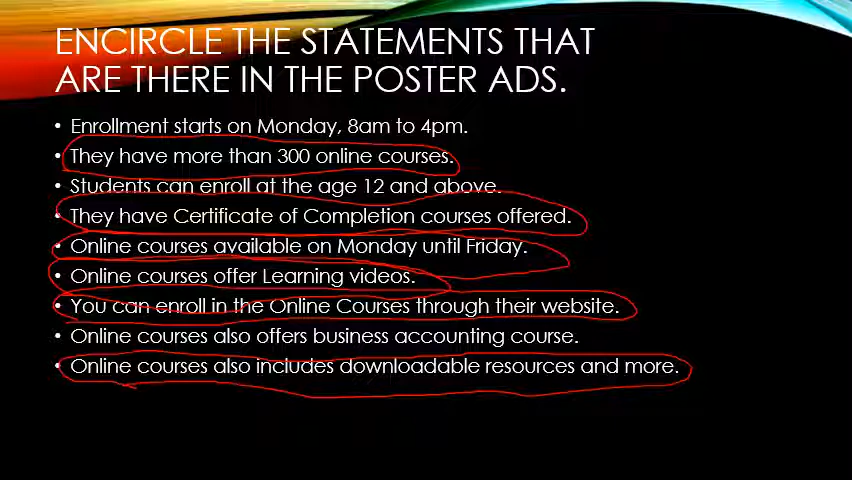 ENCIRCLE THE STATEMENTS THAT
ARE THERE IN THE POSTER ADS.
• Enrollment starts on Monday, 8am to 4pm.
• They have more than 300 online courses.
• Students can enroll at the age 12 and above.
• They have Certificate of Completion courses offered.
• Online courses available on Monday until Friday.
• Online courses offer Learning videos.
• You can enroll in the Online Courses through their website.
• Online courses also offers business accounting course.
• Online courses also includes downloadable resources and more.